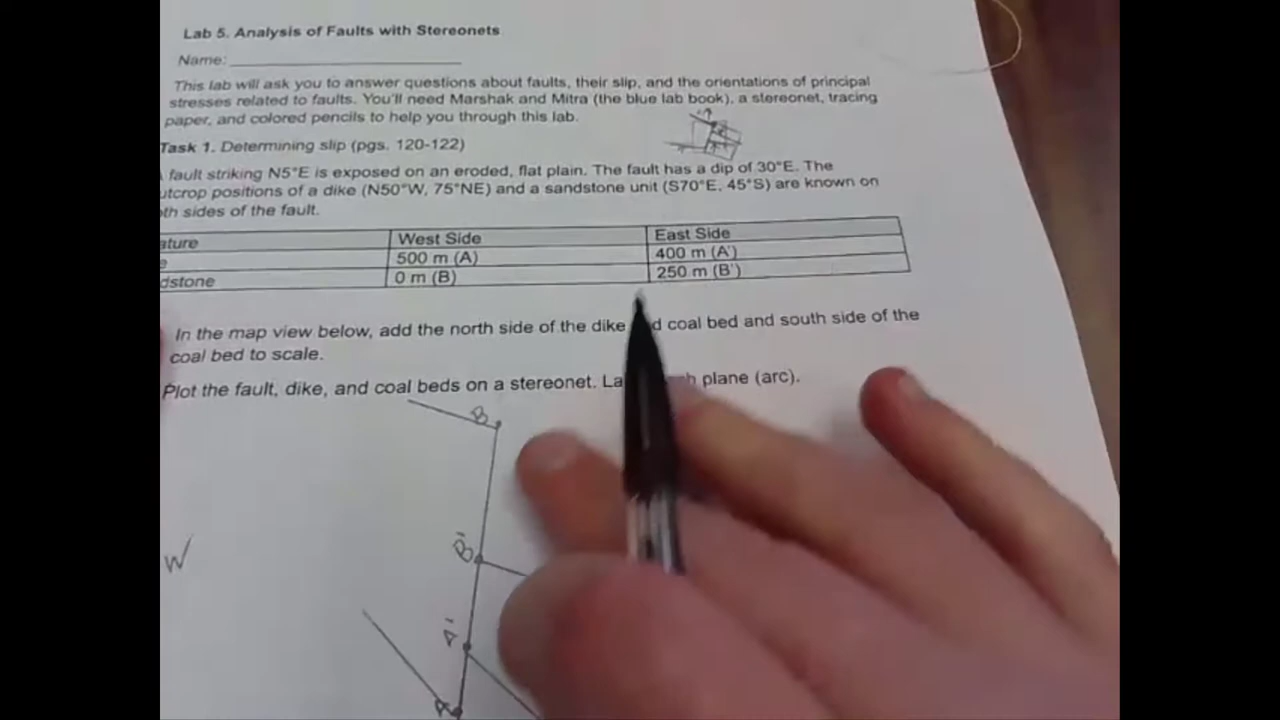 Lab 5. Analysis of Faults with Stereonets
Name:
This lab will ask you to answer questions about faults, their slip, and the orientations of principal
stresses related to faults. You'll need Marshak and Mitra (the blue lab book), a stereonet, tracing
paper, and colored pencils to help you through this lab.
Task 1. Determining slip (pgs. 120-122)
fault striking N5°E is exposed on an eroded, flat plain. The fault has a dip of 30°E. The
utcrop positions of a dike (N50°W, 75°NE) and a sandstone unit (S70°E, 45°S) are known on
th sides of the fault.
ature West Side East Side
e 500 m (A) 400 m (A')
dstone 0 m (B) 250 m (B')
In the map view below, add the north side of the dike d coal bed and south side of the
coal bed to scale.
Plot the fault, dike, and coal beds on a stereonet. La h plane (arc).
B
B'
W
A'
A